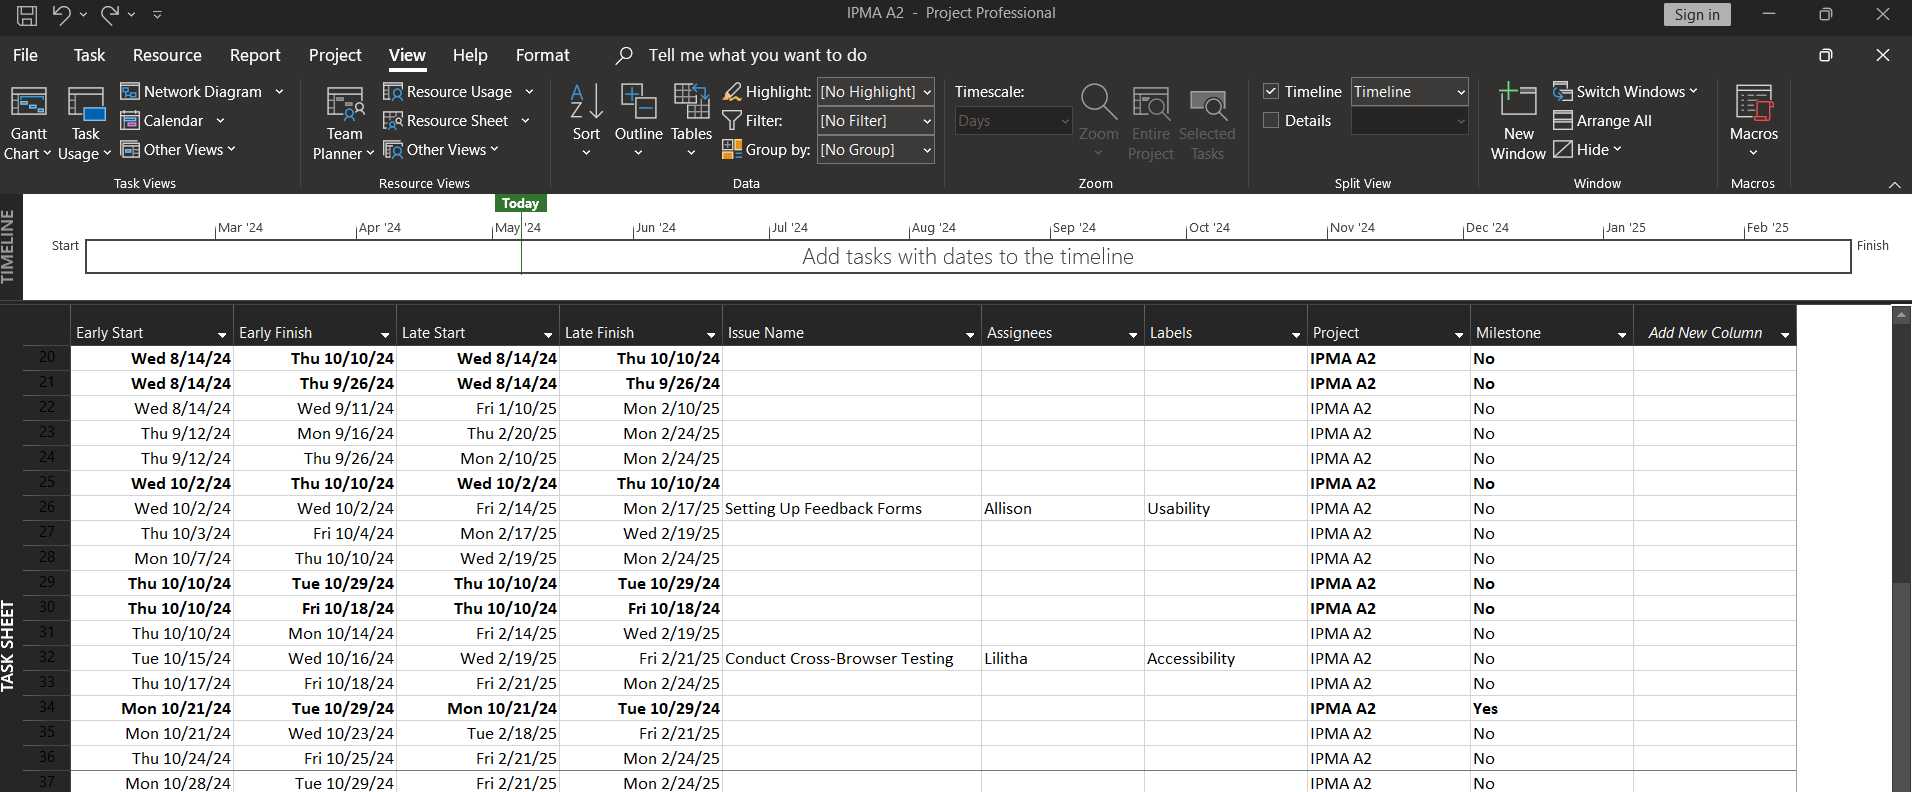 IPMA A2 - Project Professional
Sign in
File Task Resource Report Project View Help Format Tell me what you want to do
Gantt Chart
Task Usage
Network Diagram
Calendar
Other Views
Task Views
Team Planner
Resource Usage
Resource Sheet
Other Views
Resource Views
Sort
Outline
Tables
Highlight: [No Highlight]
Filter: [No Filter]
Group by: [No Group]
Data
Timescale:
Days
Zoom
Entire Project
Selected Tasks
Zoom
Timeline Timeline
Details
Split View
New Window
Switch Windows
Arrange All
Hide
Window
Macros
Macros
TIMELINE
Today
Mar '24 Apr '24 May '24 Jun '24 Jul '24 Aug '24 Sep '24 Oct '24 Nov '24 Dec '24 Jan '25 Feb '25
Start
Add tasks with dates to the timeline
Finish
TASK SHEET
Early Start Early Finish Late Start Late Finish Issue Name Assignees Labels Project Milestone Add New Column
20 Wed 8/14/24 Thu 10/10/24 Wed 8/14/24 Thu 10/10/24 IPMA A2 No
21 Wed 8/14/24 Thu 9/26/24 Wed 8/14/24 Thu 9/26/24 IPMA A2 No
22 Wed 8/14/24 Wed 9/11/24 Fri 1/10/25 Mon 2/10/25 IPMA A2 No
23 Thu 9/12/24 Mon 9/16/24 Thu 2/20/25 Mon 2/24/25 IPMA A2 No
24 Thu 9/12/24 Thu 9/26/24 Mon 2/10/25 Mon 2/24/25 IPMA A2 No
25 Wed 10/2/24 Thu 10/10/24 Wed 10/2/24 Thu 10/10/24 IPMA A2 No
26 Wed 10/2/24 Wed 10/2/24 Fri 2/14/25 Mon 2/17/25 Setting Up Feedback Forms Allison Usability IPMA A2 No
27 Thu 10/3/24 Fri 10/4/24 Mon 2/17/25 Wed 2/19/25 IPMA A2 No
28 Mon 10/7/24 Thu 10/10/24 Wed 2/19/25 Mon 2/24/25 IPMA A2 No
29 Thu 10/10/24 Tue 10/29/24 Thu 10/10/24 Tue 10/29/24 IPMA A2 No
30 Thu 10/10/24 Fri 10/18/24 Thu 10/10/24 Fri 10/18/24 IPMA A2 No
31 Thu 10/10/24 Mon 10/14/24 Fri 2/14/25 Wed 2/19/25 IPMA A2 No
32 Tue 10/15/24 Wed 10/16/24 Wed 2/19/25 Fri 2/21/25 Conduct Cross-Browser Testing Lilitha Accessibility IPMA A2 No
33 Thu 10/17/24 Fri 10/18/24 Fri 2/21/25 Mon 2/24/25 IPMA A2 No
34 Mon 10/21/24 Tue 10/29/24 Mon 10/21/24 Tue 10/29/24 IPMA A2 Yes
35 Mon 10/21/24 Wed 10/23/24 Tue 2/18/25 Fri 2/21/25 IPMA A2 No
36 Thu 10/24/24 Fri 10/25/24 Fri 2/21/25 Mon 2/24/25 IPMA A2 No
37 Mon 10/28/24 Tue 10/29/24 Fri 2/21/25 Mon 2/24/25 IPMA A2 No